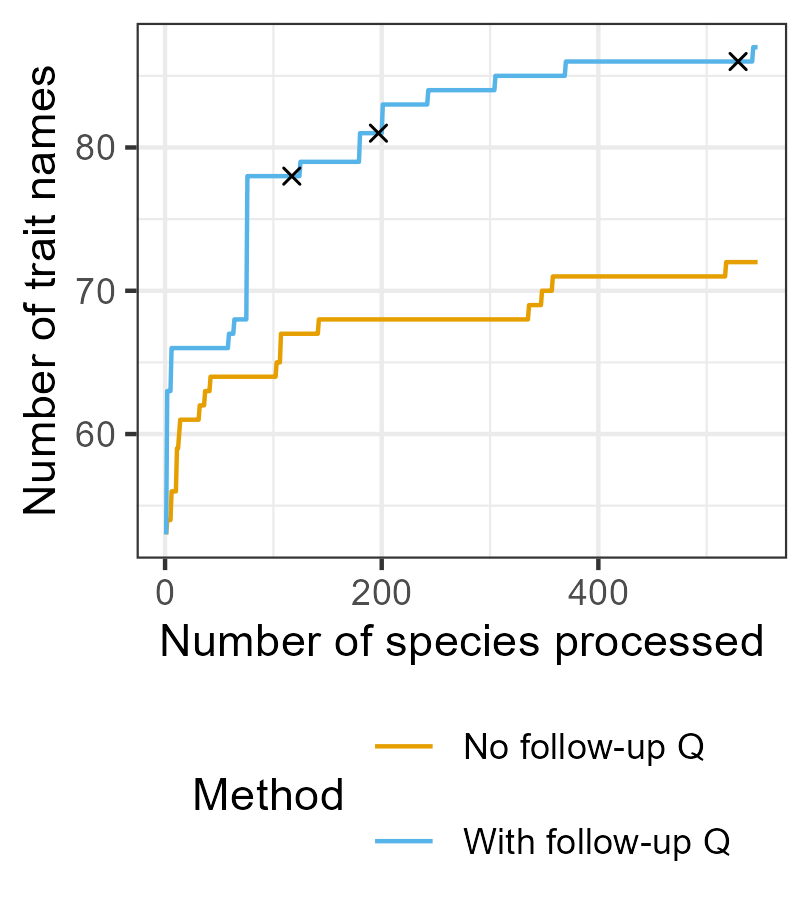 Number of trait names
80
70
60
0 200 400
Number of species processed
Method
No follow-up Q
With follow-up Q